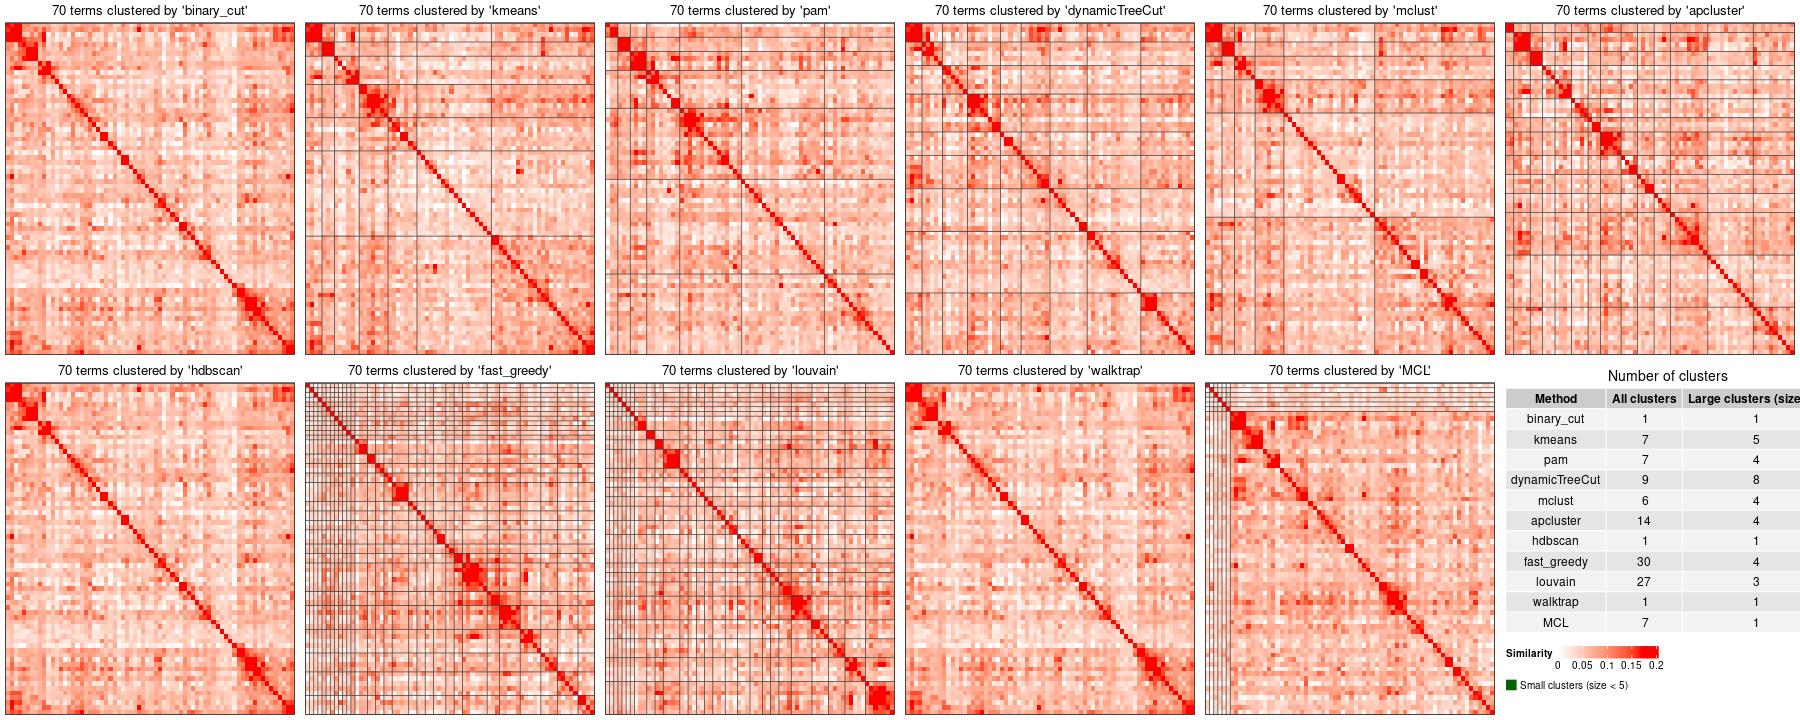 70 terms clustered by 'binary_cut'
70 terms clustered by 'kmeans'
70 terms clustered by 'pam'
70 terms clustered by 'dynamicTreeCut'
70 terms clustered by 'mclust'
70 terms clustered by 'apcluster'
70 terms clustered by 'hdbscan'
70 terms clustered by 'fast_greedy'
70 terms clustered by 'louvain'
70 terms clustered by 'walktrap'
70 terms clustered by 'MCL'
Number of clusters
Method All clusters Large clusters (size
binary_cut 1 1
kmeans 7 5
pam 7 4
dynamicTreeCut 9 8
mclust 6 4
apcluster 14 4
hdbscan 1 1
fast_greedy 30 4
louvain 27 3
walktrap 1 1
MCL 7 1
Similarity
0 0.05 0.1 0.15 0.2
Small clusters (size < 5)